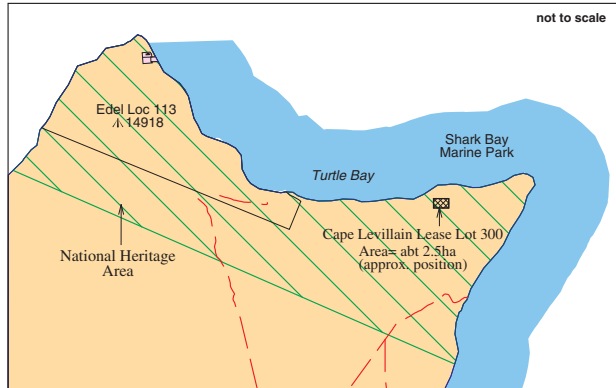 not to scale
Edel Loc 113
14918
Shark Bay
Marine Park
Turtle Bay
Cape Levillain Lease Lot 300
Area= abt 2.5ha
(approx. position)
National Heritage
Area